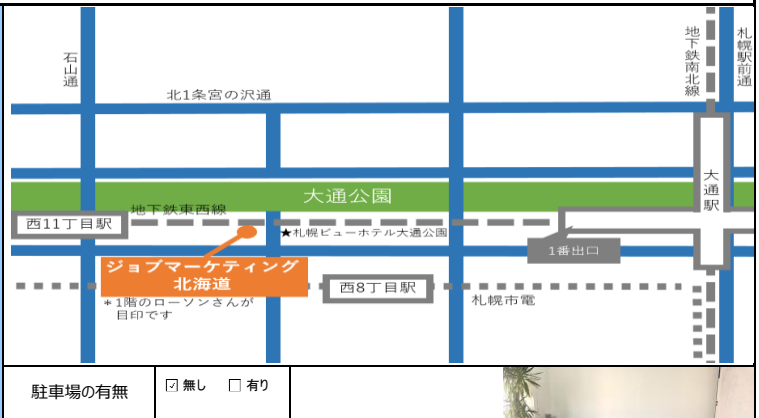 石山通
地下鉄南北線
札幌駅前通
北1条宮の沢通
大通公園
大通駅
地下鉄東西線
西11丁目駅
★札幌ビューホテル大通公園
1番出口
ジョブマーケティング
北海道
西8丁目駅
札幌市電
*1階のローソンさんが
目印です
駐車場の有無
☑ 無し ☐ 有り